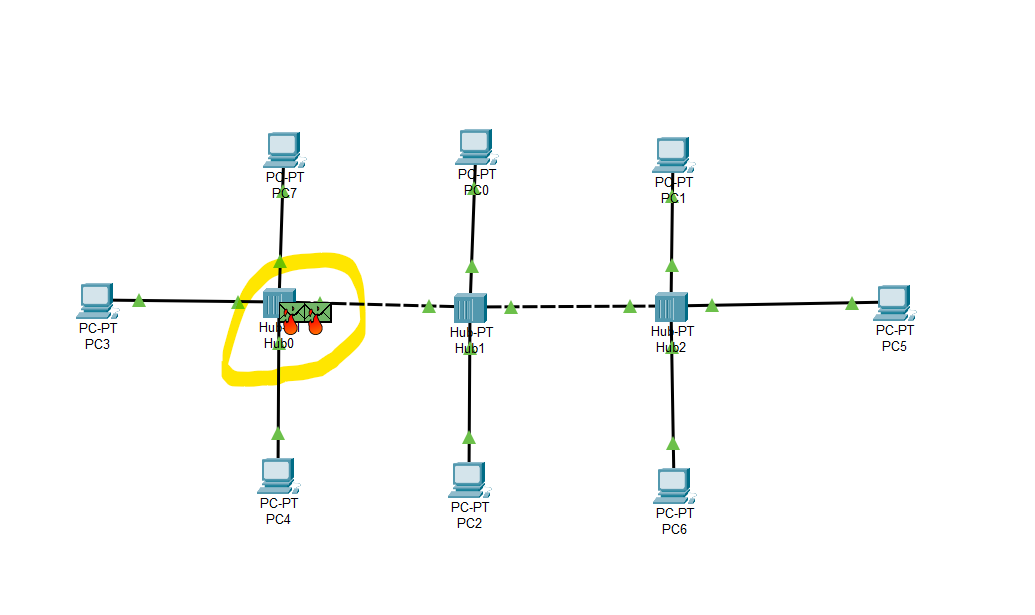 PC-PT
PC7
PC-PT
PC0
PC-PT
PC1
PC-PT
PC3
Hub-PT
Hub0
Hub-PT
Hub1
Hub-PT
Hub2
PC-PT
PC5
PC-PT
PC4
PC-PT
PC2
PC-PT
PC6